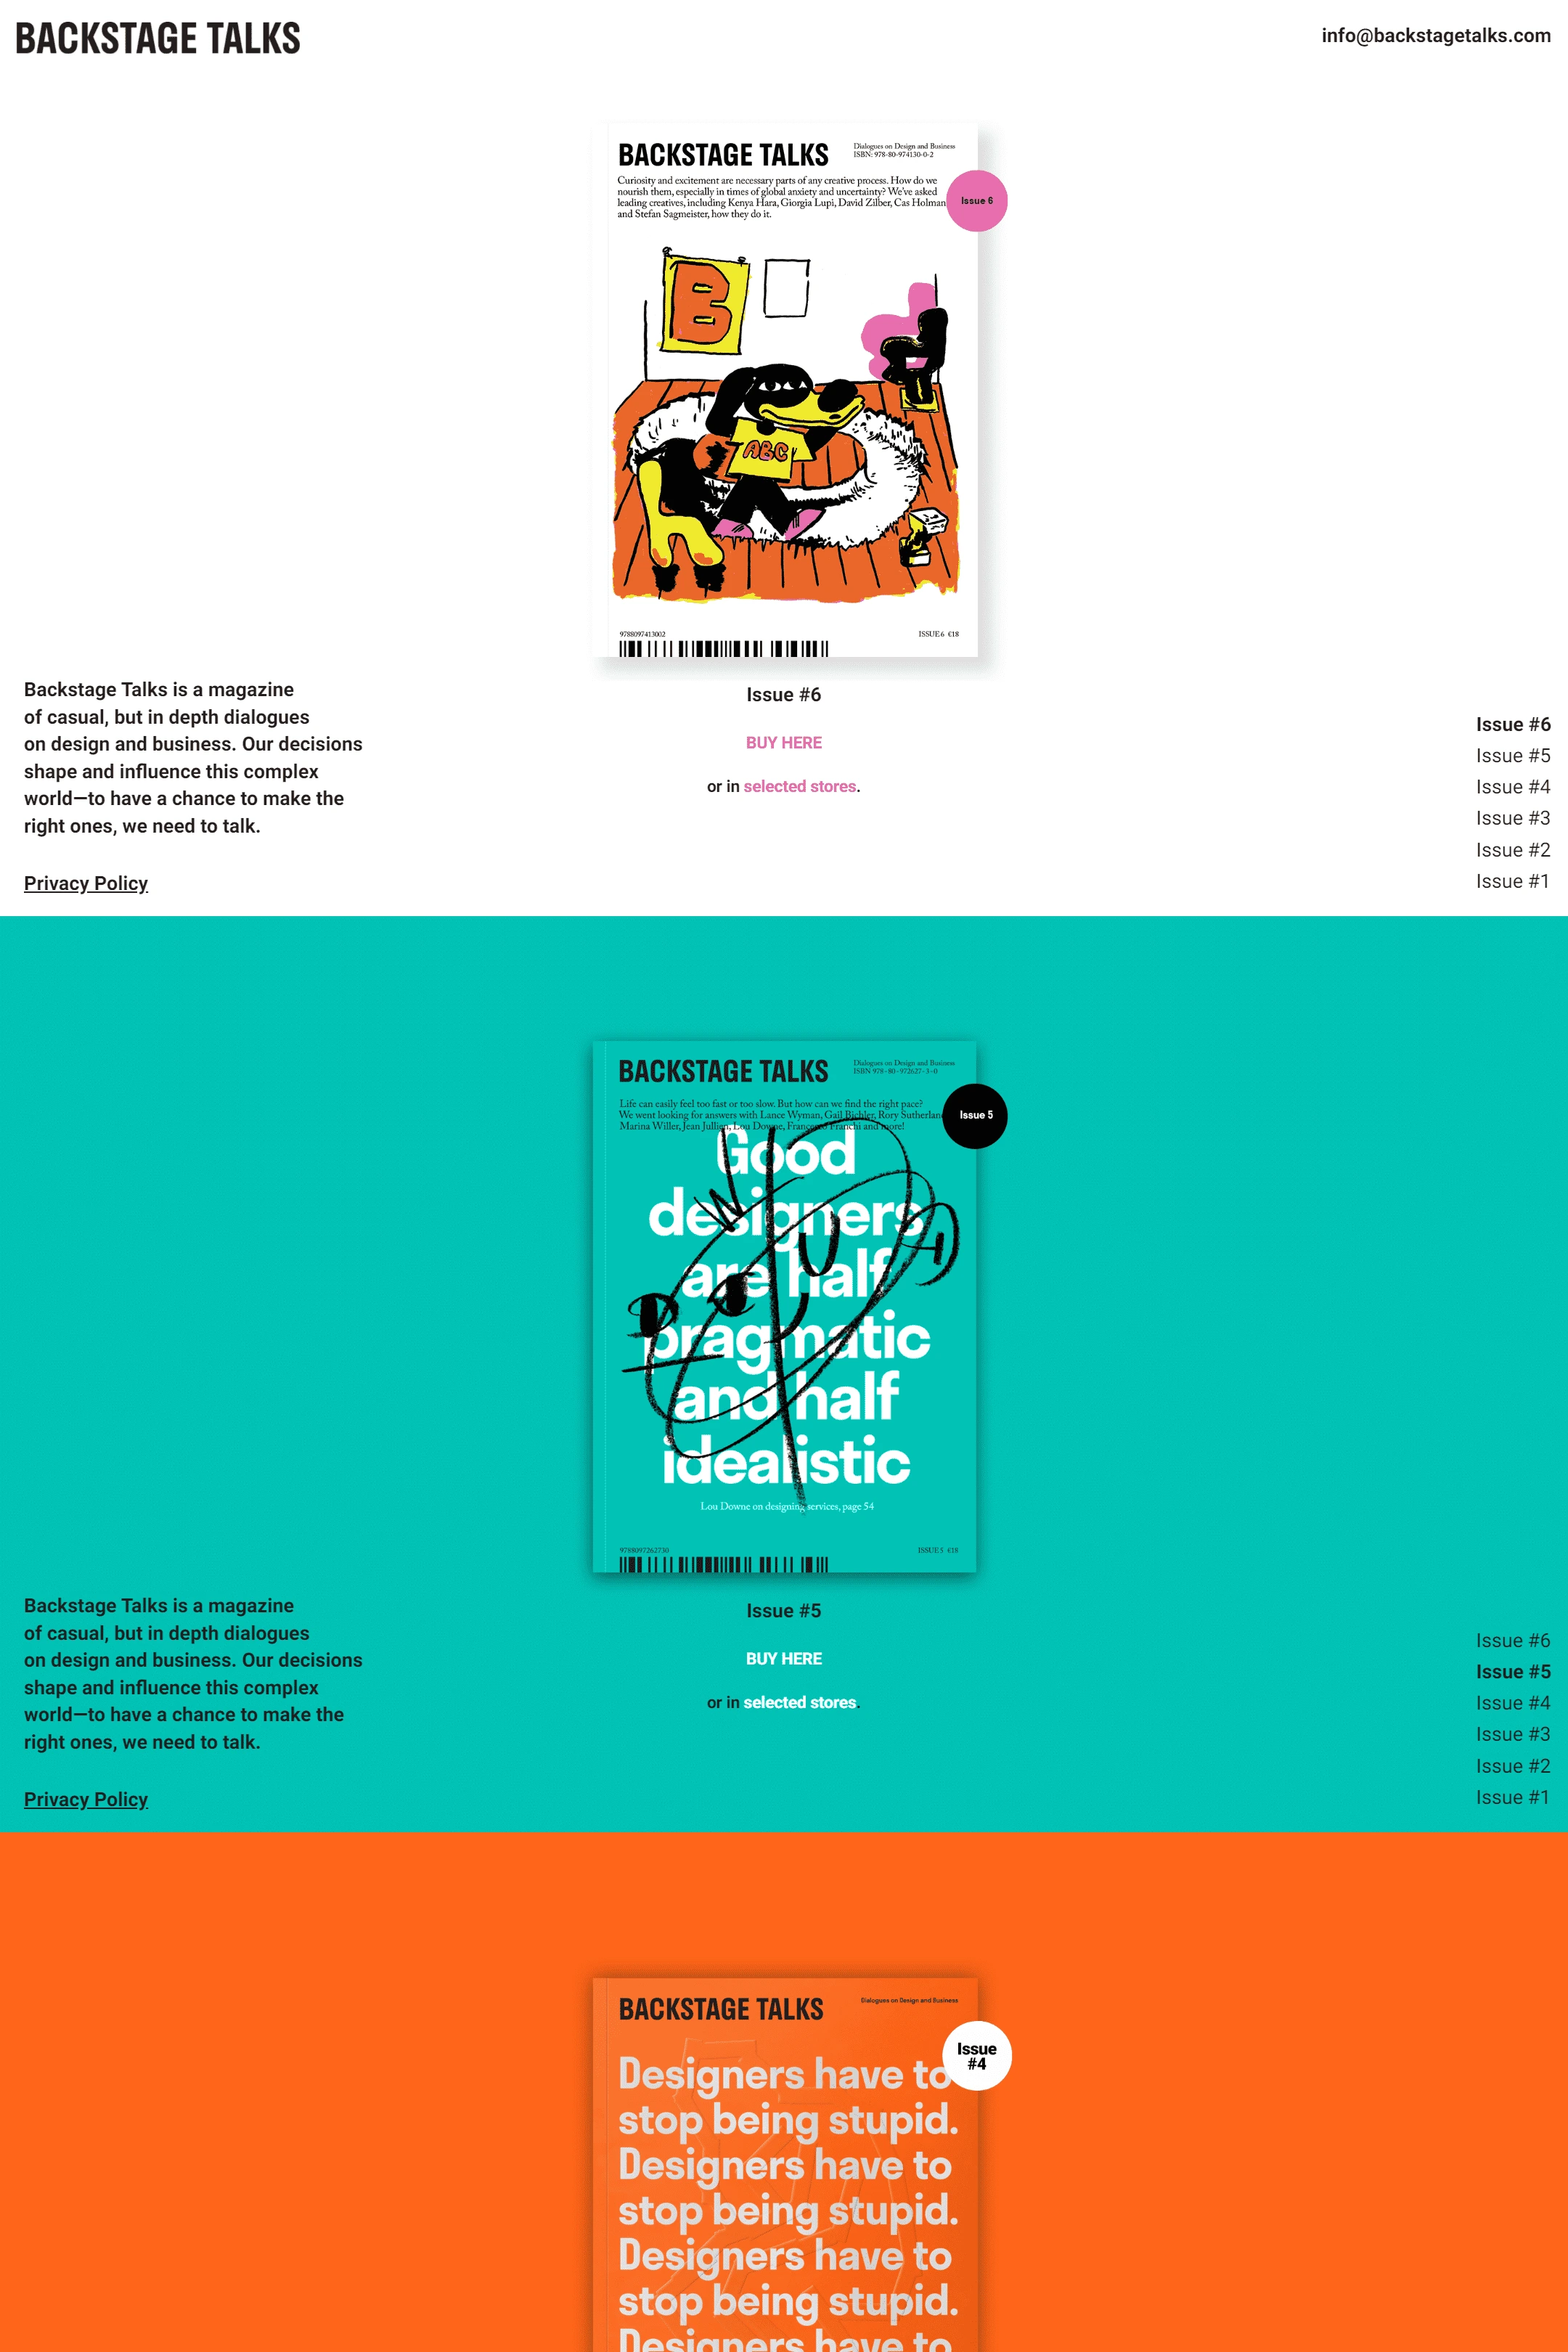 BACKSTAGE TALKS
info@backstagetalks.com
BACKSTAGE TALKS
Dialogues on Design and Business
ISBN: 978-80-974130-0-2
Curiosity and excitement are necessary parts of any creative process. How do we
nourish them, especially in times of global anxiety and uncertainty? We've asked
leading creatives, including Kenya Hara, Giorgia Lupi, David Zilber, Cas Holman
and Stefan Sagmeister, how they do it.
Issue 6
B
ABC
9788097413002
ISSUE 6 €18
Issue #6
BUY HERE
or in selected stores.
Backstage Talks is a magazine
of casual, but in depth dialogues
on design and business. Our decisions
shape and influence this complex
world—to have a chance to make the
right ones, we need to talk.
Privacy Policy
Issue #6
Issue #5
Issue #4
Issue #3
Issue #2
Issue #1
BACKSTAGE TALKS
Dialogues on Design and Business
ISBN 978-80-972627-3-0
Life can easily feel too fast or too slow. But how can we find the right pace?
We went looking for answers with Lance Wyman, Gail Bichler, Rory Sutherland,
Marina Willer, Jean Jullien, Lou Downe, Francesco Franchi and more!
Issue 5
Good
designers
are half
pragmatic
and half
idealistic
Lou Downe on designing services, page 54
9788097262730
ISSUE 5 €18
Issue #5
BUY HERE
or in selected stores.
Backstage Talks is a magazine
of casual, but in depth dialogues
on design and business. Our decisions
shape and influence this complex
world—to have a chance to make the
right ones, we need to talk.
Privacy Policy
Issue #6
Issue #5
Issue #4
Issue #3
Issue #2
Issue #1
BACKSTAGE TALKS
Dialogues on Design and Business
Issue
#4
Designers have to
stop being stupid.
Designers have to
stop being stupid.
Designers have to
stop being stupid.
Designers have to